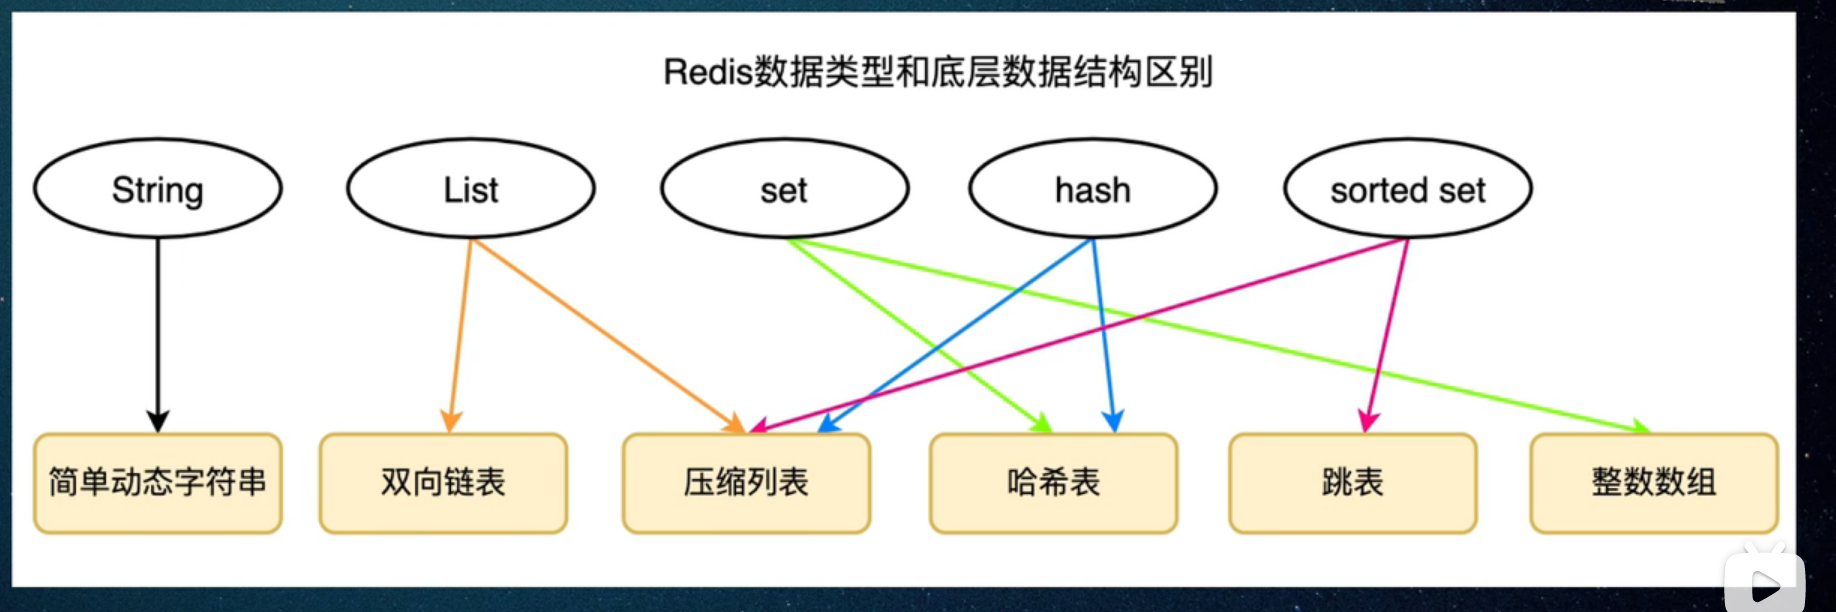 Redis数据类型和底层数据结构区别
String
List
set
hash
sorted set
简单动态字符串
双向链表
压缩列表
哈希表
跳表
整数数组